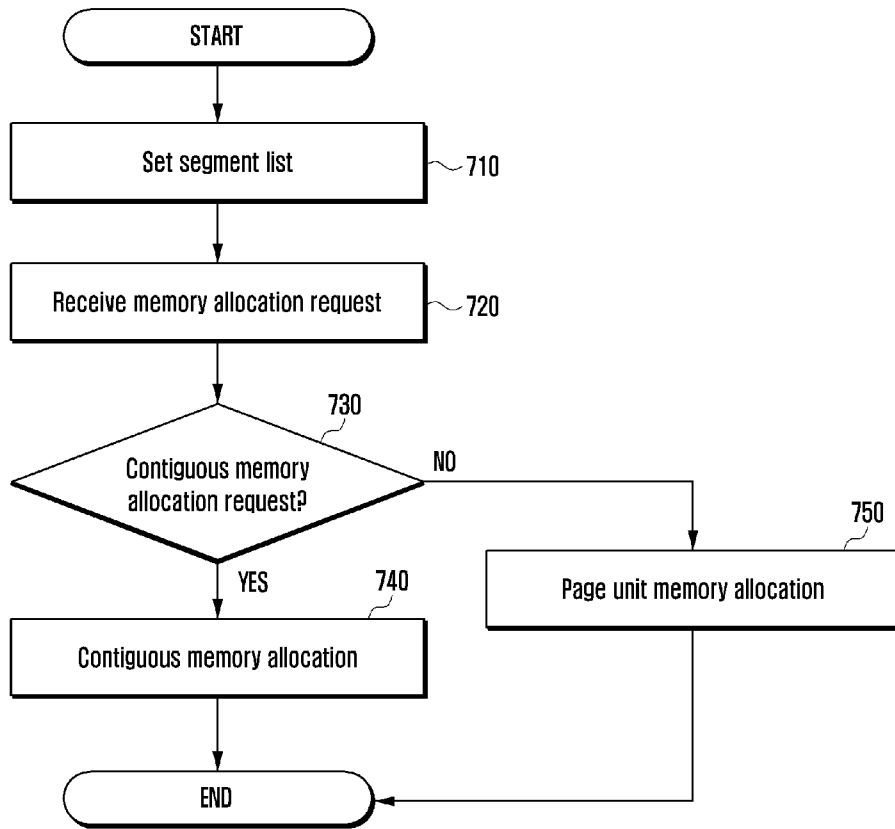 START
Set segment list
710
Receive memory allocation request
720
730
Contiguous memory
allocation request?
NO
YES
740
Contiguous memory allocation
750
Page unit memory allocation
END